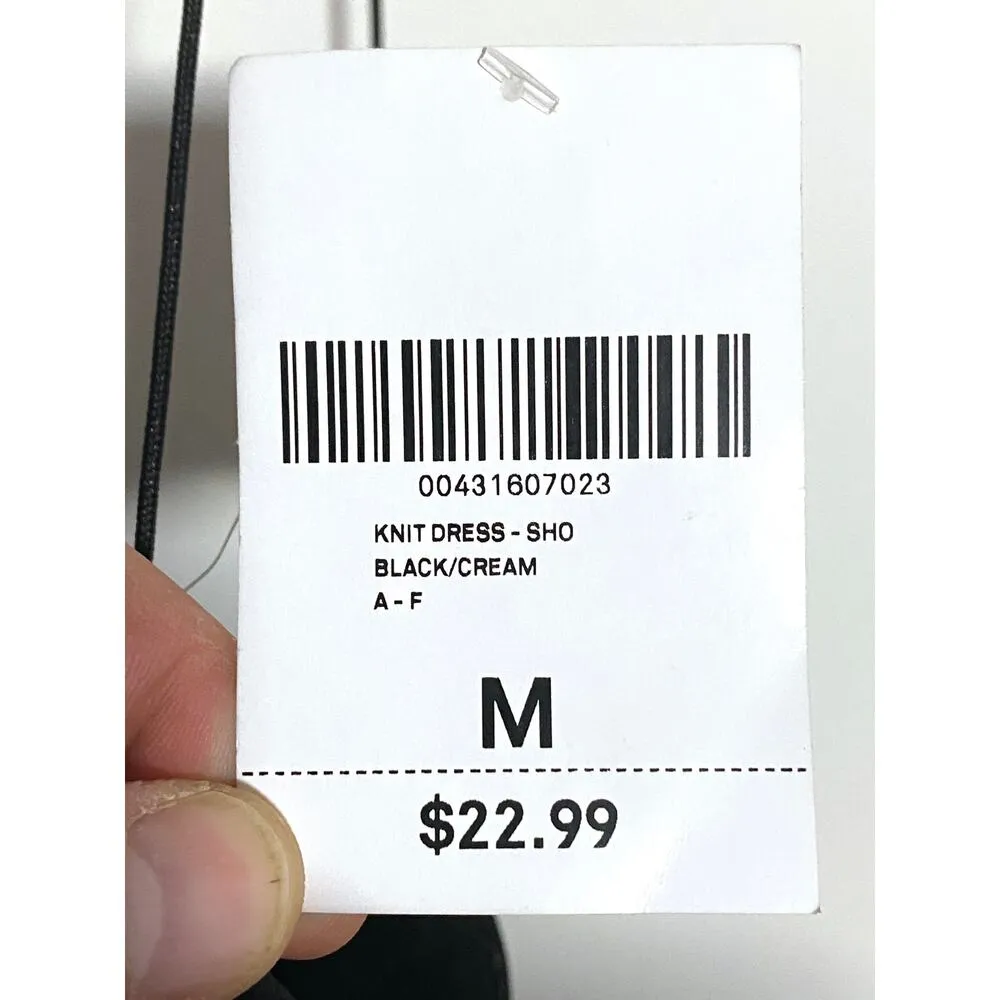 00431607023
KNIT DRESS - SHO
BLACK/CREAM
A - F
M
$22.99